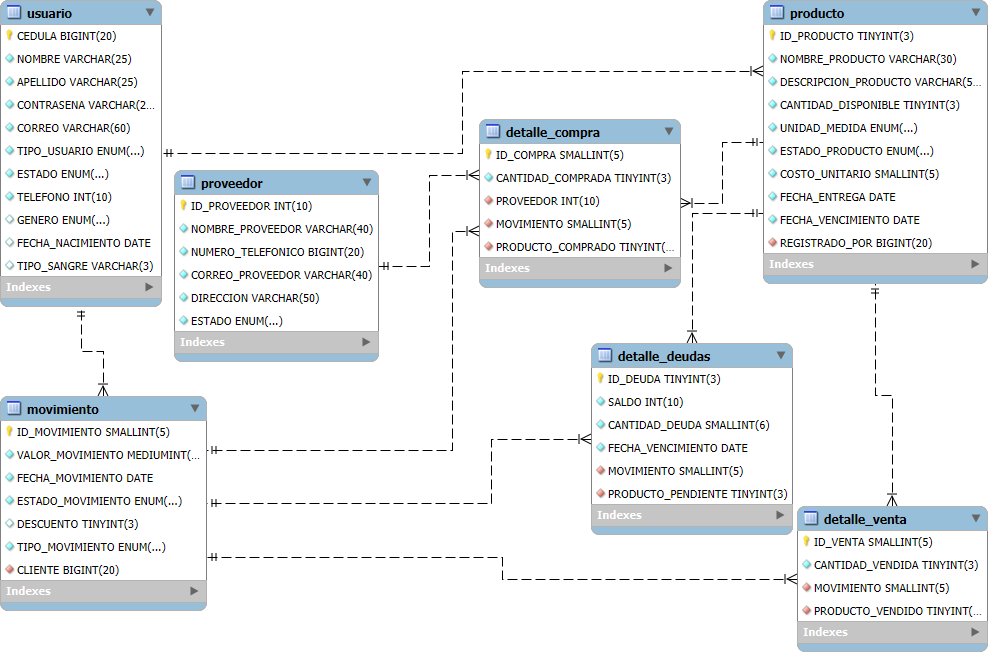 usuario
CEDULA BIGINT(20)
NOMBRE VARCHAR(25)
APELLIDO VARCHAR(25)
CONTRASENA VARCHAR(2...
CORREO VARCHAR(60)
TIPO_USUARIO ENUM(...)
ESTADO ENUM(...)
TELEFONO INT(10)
GENERO ENUM(...)
FECHA_NACIMIENTO DATE
TIPO_SANGRE VARCHAR(3)
Indexes
proveedor
ID_PROVEEDOR INT(10)
NOMBRE_PROVEEDOR VARCHAR(40)
NUMERO_TELEFONICO BIGINT(20)
CORREO_PROVEEDOR VARCHAR(40)
DIRECCION VARCHAR(50)
ESTADO ENUM(...)
Indexes
detalle_compra
ID_COMPRA SMALLINT(5)
CANTIDAD_COMPRADA TINYINT(3)
PROVEEDOR INT(10)
MOVIMIENTO SMALLINT(5)
PRODUCTO_COMPRADO TINYINT(...
Indexes
producto
ID_PRODUCTO TINYINT(3)
NOMBRE_PRODUCTO VARCHAR(30)
DESCRIPCION_PRODUCTO VARCHAR(5...
CANTIDAD_DISPONIBLE TINYINT(3)
UNIDAD_MEDIDA ENUM(...)
ESTADO_PRODUCTO ENUM(...)
COSTO_UNITARIO SMALLINT(5)
FECHA_ENTREGA DATE
FECHA_VENCIMIENTO DATE
REGISTRADO_POR BIGINT(20)
Indexes
movimiento
ID_MOVIMIENTO SMALLINT(5)
VALOR_MOVIMIENTO MEDIUMINT(...
FECHA_MOVIMIENTO DATE
ESTADO_MOVIMIENTO ENUM(...)
DESCUENTO TINYINT(3)
TIPO_MOVIMIENTO ENUM(...)
CLIENTE BIGINT(20)
Indexes
detalle_deudas
ID_DEUDA TINYINT(3)
SALDO INT(10)
CANTIDAD_DEUDA SMALLINT(6)
FECHA_VENCIMIENTO DATE
MOVIMIENTO SMALLINT(5)
PRODUCTO_PENDIENTE TINYINT(3)
Indexes
detalle_venta
ID_VENTA SMALLINT(5)
CANTIDAD_VENDIDA TINYINT(3)
MOVIMIENTO SMALLINT(5)
PRODUCTO_VENDIDO TINYINT(...
Indexes